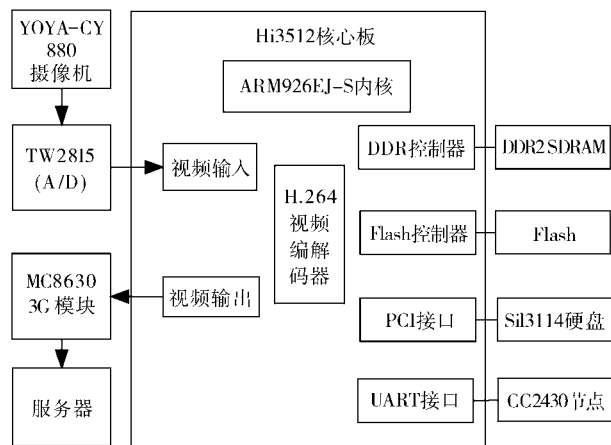 YOYA-CY
880
摄像机
TW2815
(A/D)
MC8630
3G模块
服务器
Hi3512核心板
ARM926EJ-S内核
视频输入
H.264
视频
编解
码器
视频输出
DDR控制器
DDR2 SDRAM
Flash控制器
Flash
PCI接口
Sil3114硬盘
UART接口
CC2430节点